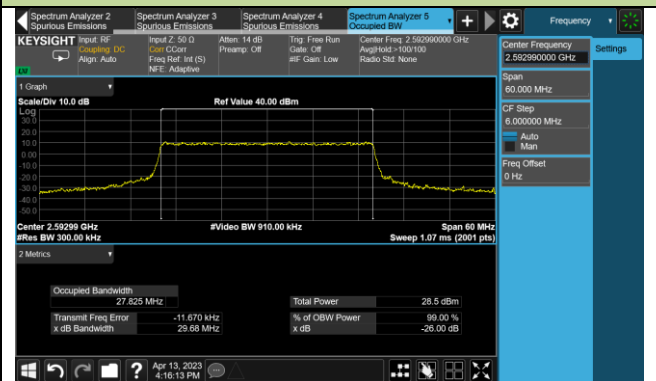 Spectrum Analyzer 2
Spurious Emissions
Spectrum Analyzer 3
Spurious Emissions
Spectrum Analyzer 4
Spurious Emissions
Spectrum Analyzer 5
Occupied BW
Frequency
KEYSIGHT
Input: RF
Coupling: DC
Align: Auto
Input Z: 50 Ω
Corr CCorr
Freq Ref: Int (S)
NFE: Adaptive
Atten: 14 dB
Preamp: Off
Trig: Free Run
Gate: Off
#IF Gain: Low
Center Freq: 2.592990000 GHz
Avg|Hold:>100/100
Radio Std: None
Center Frequency
2.592990000 GHz
Settings
Span
60.000 MHz
CF Step
6.000000 MHz
Auto
Man
Freq Offset
0 Hz
1 Graph
Scale/Div 10.0 dB
Ref Value 40.00 dBm
Log
30.0
20.0
10.0
0.00
-10.0
-20.0
-30.0
-40.0
-50.0
Center 2.59299 GHz
#Video BW 910.00 kHz
Span 60 MHz
#Res BW 300.00 kHz
Sweep 1.07 ms (2001 pts)
2 Metrics
Occupied Bandwidth
27.825 MHz
Total Power
28.5 dBm
Transmit Freq Error
-11.670 kHz
% of OBW Power
99.00 %
x dB Bandwidth
29.68 MHz
x dB
-26.00 dB
Apr 13, 2023
4:16:13 PM